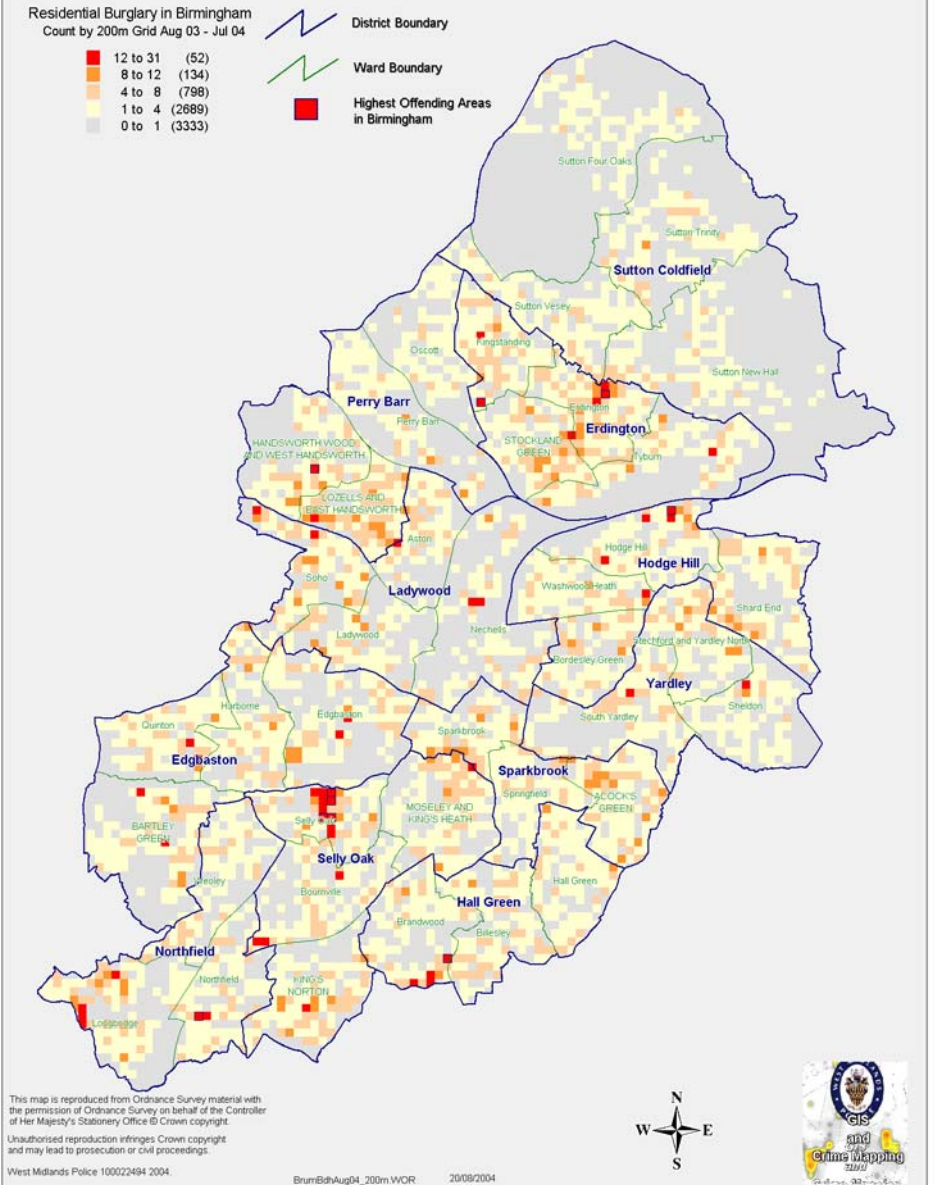 Residential Burglary in Birmingham
Count by 200m Grid Aug 03 - Jul 04
12 to 31 (52)
8 to 12 (134)
4 to 8 (798)
1 to 4 (2689)
0 to 1 (3333)
District Boundary
Ward Boundary
Highest Offending Areas
in Birmingham
Sutton Four Oaks
Sutton Trinity
Sutton Coldfield
Sutton Vesey
Kingstanding
Oscott
Sutton New Hall
Perry Barr
Erdington
Perry Barr
Erdington
STOCKLAND
GREEN
Tyburn
HANDSWORTH WOOD
AND WEST HANDSWORTH
LOZELLS AND
EAST HANDSWORTH
Aston
Hodge Hill
Hodge Hill
Soho
Washwood Heath
Ladywood
Shard End
Nechells
Ladywood
Stechford and Yardley North
Bordesley Green
Yardley
Harborne
Edgbaston
Sheldon
Quinton
South Yardley
Sparkbrook
Edgbaston
Sparkbrook
Springfield
ACOCK'S
GREEN
MOSELEY AND
KING'S HEATH
Selly Oak
BARTLEY
GREEN
Selly Oak
Weoley
Bournville
Hall Green
Hall Green
Brandwood
Billesley
Northfield
Northfield
KING'S
NORTON
Longbridge
This map is reproduced from Ordnance Survey material with
the permission of Ordnance Survey on behalf of the Controller
of Her Majesty's Stationery Office © Crown copyright.
Unauthorised reproduction infringes Crown copyright
and may lead to prosecution or civil proceedings.
West Midlands Police 100022494 2004.
BrumBdhAug04_200m.WOR 20/08/2004
N
W E
S
WEST MIDLANDS
POLICE
GIS
and
Crime Mapping